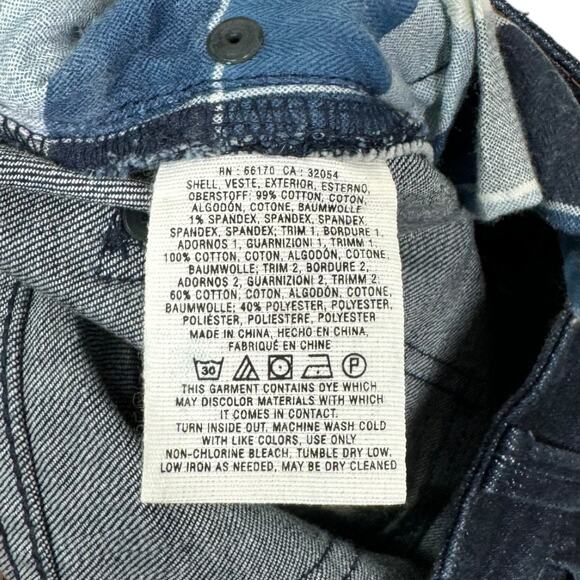 RN : 66170 CA : 32054
SHELL, VESTE, EXTERIOR, ESTERNO,
OBERSTOFF: 99% COTTON, COTON,
ALGODÓN, COTONE, BAUMWOLLE
1% SPANDEX, SPANDEX, SPANDEX
SPANDEX, SPANDEX; TRIM 1, BORDURE 1,
ADORNOS 1, GUARNIZIONI 1, TRIMM 1
100% COTTON, COTON, ALGODÓN, COTONE,
BAUMWOLLE; TRIM 2, BORDURE 2,
ADORNOS 2, GUARNIZIONI 2, TRIMM 2
60% COTTON, COTON, ALGODÓN, COTONE,
BAUMWOLLE; 40% POLYESTER, POLYESTER,
POLIÉSTER, POLIESTERE, POLYESTER
MADE IN CHINA, HECHO EN CHINA,
FABRIQUÉ EN CHINE
30 P
THIS GARMENT CONTAINS DYE WHICH
MAY DISCOLOR MATERIALS WITH WHICH
IT COMES IN CONTACT.
TURN INSIDE OUT. MACHINE WASH COLD
WITH LIKE COLORS, USE ONLY
NON-CHLORINE BLEACH, TUMBLE DRY LOW.
LOW IRON AS NEEDED, MAY BE DRY CLEANED